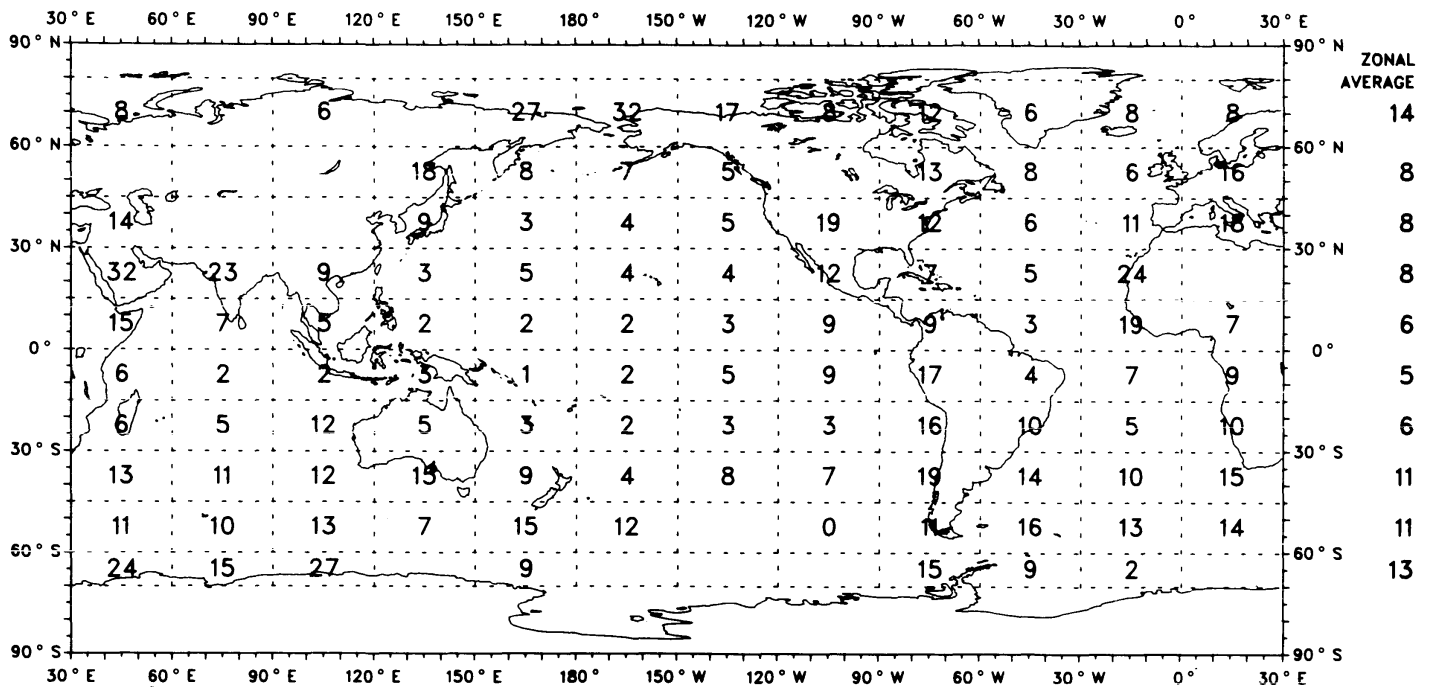 30° E 60° E 90° E 120° E 150° E 180° 150° W 120° W 90° W 60° W 30° W 0° 30° E
90° N 90° N
ZONAL
AVERAGE
8 6 27 32 17 8 12 6 8 8 14
60° N 60° N
18 8 7 5 13 8 6 16 8
14 9 3 4 5 19 12 6 11 18 8
30° N 30° N
32 23 9 3 5 4 4 12 7 5 24 8
15 7 5 2 2 2 3 9 9 3 19 7 6
0° 0°
6 2 2 3 1 2 5 9 17 4 7 9 5
6 5 12 5 3 2 3 3 16 10 5 10 6
30° S 30° S
13 11 12 15 9 4 8 7 19 14 10 15 11
11 10 13 7 15 12 0 11 16 13 14 11
60° S 60° S
24 15 27 9 15 9 2 13
90° S 90° S
30° E 60° E 90° E 120° E 150° E 180° 150° W 120° W 90° W 60° W 30° W 0° 30° E